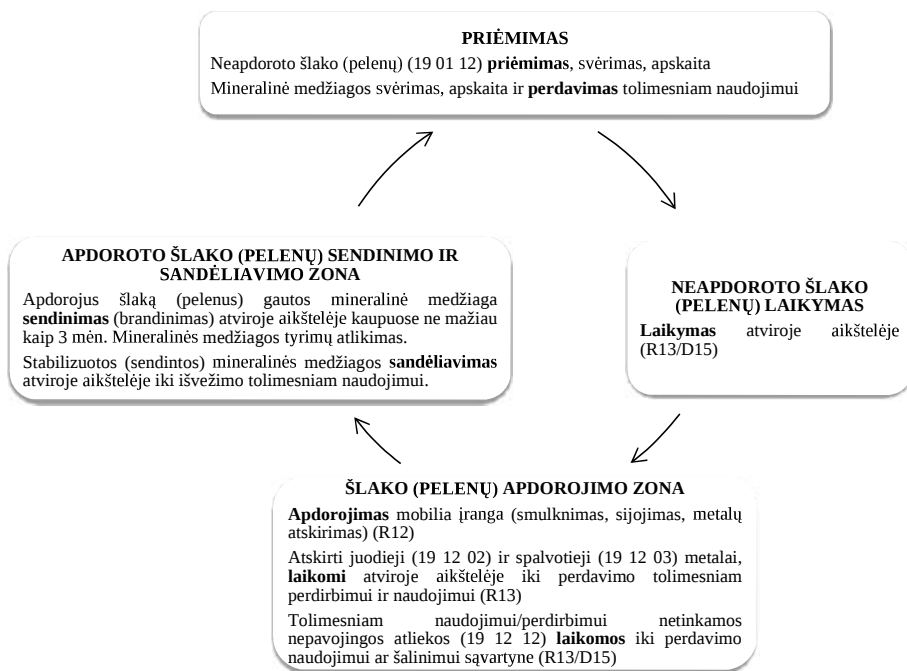 PRIĖMIMAS
Neapdoroto šlako (pelenų) (19 01 12) priėmimas, svėrimas, apskaita
Mineralinė medžiagos svėrimas, apskaita ir perdavimas tolimesniam naudojimui
APDOROTO ŠLAKO (PELENŲ) SENDINIMO IR
SANDĖLIAVIMO ZONA
Apdorojus šlaką (pelenus) gautos mineralinė medžiaga
sendinimas (brandinimas) atviroje aikštelėje kaupuose ne mažiau
kaip 3 mėn. Mineralinės medžiagos tyrimų atlikimas.
Stabilizuotos (sendintos) mineralinės medžiagos sandėliavimas
atviroje aikštelėje iki išvežimo tolimesniam naudojimui.
NEAPDOROTO ŠLAKO
(PELENŲ) LAIKYMAS
Laikymas atviroje aikštelėje
(R13/D15)
ŠLAKO (PELENŲ) APDOROJIMO ZONA
Apdorojimas mobilia įranga (smulknimas, sijojimas, metalų
atskirimas) (R12)
Atskirti juodieji (19 12 02) ir spalvotieji (19 12 03) metalai,
laikomi atviroje aikštelėje iki perdavimo tolimesniam
perdirbimui ir naudojimui (R13)
Tolimesniam naudojimui/perdirbimui netinkamos
nepavojingos atliekos (19 12 12) laikomos iki perdavimo
naudojimui ar šalinimui sąvartyne (R13/D15)